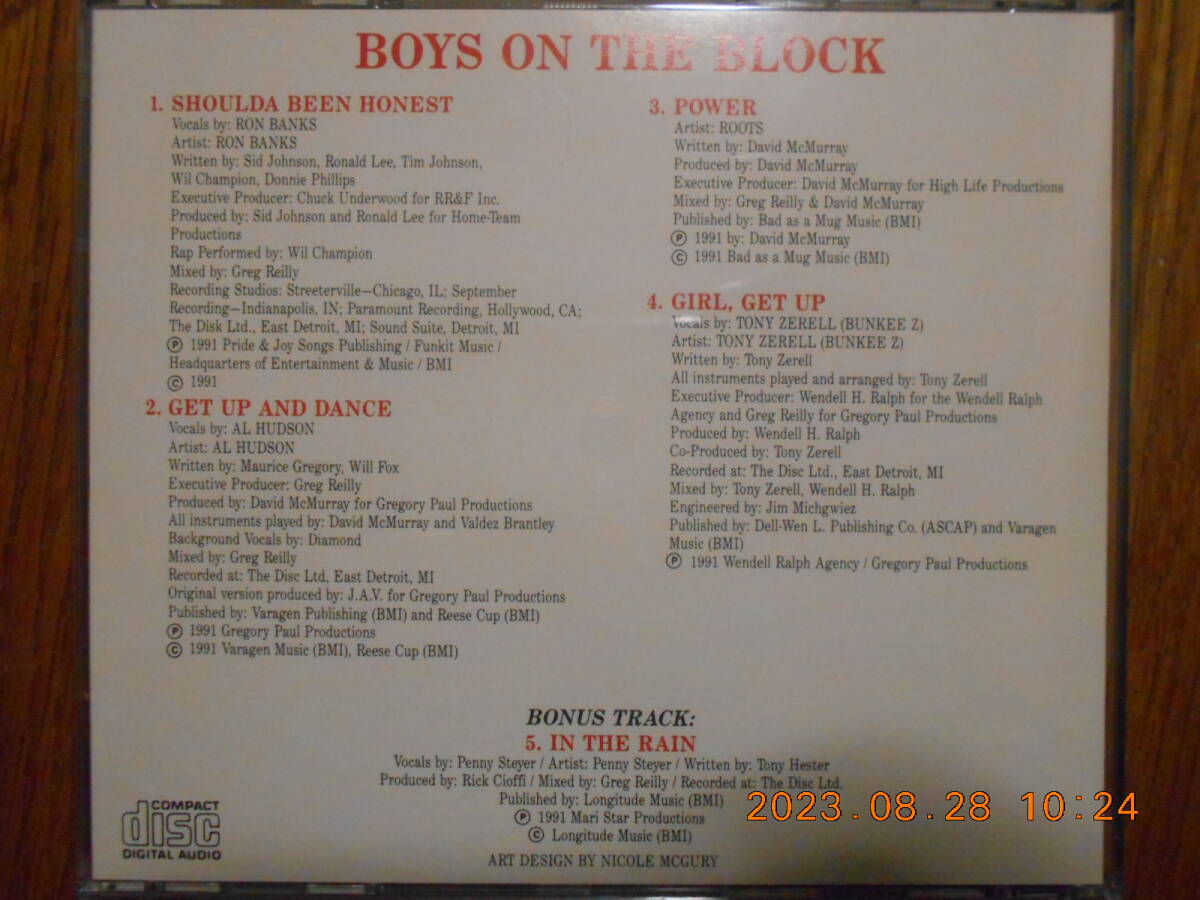 BOYS ON THE BLOCK
1. SHOULDA BEEN HONEST
Vocals by: RON BANKS
Artist: RON BANKS
Written by: Sid Johnson, Ronald Lee, Tim Johnson,
Wil Champion, Donnie Phillips
Executive Producer: Chuck Underwood for RR&F Inc.
Produced by: Sid Johnson and Ronald Lee for Home-Team
Productions
Rap Performed by: Wil Champion
Mixed by: Greg Reilly
Recording Studios: Streeterville—Chicago, IL; September
Recording—Indianapolis, IN; Paramount Recording, Hollywood, CA;
The Disk Ltd., East Detroit, MI; Sound Suite, Detroit, MI
Ⓟ 1991 Pride & Joy Songs Publishing / Funkit Music /
Headquarters of Entertainment & Music / BMI
© 1991
2. GET UP AND DANCE
Vocals by: AL HUDSON
Artist: AL HUDSON
Written by: Maurice Gregory, Will Fox
Executive Producer: Greg Reilly
Produced by: David McMurray for Gregory Paul Productions
All instruments played by: David McMurray and Valdez Brantley
Background Vocals by: Diamond
Mixed by: Greg Reilly
Recorded at: The Disc Ltd, East Detroit, MI
Original version produced by: J.A.V. for Gregory Paul Productions
Published by: Varagen Publishing (BMI) and Reese Cup (BMI)
Ⓟ 1991 Gregory Paul Productions
© 1991 Varagen Music (BMI), Reese Cup (BMI)
3. POWER
Artist: ROOTS
Written by: David McMurray
Produced by: David McMurray
Executive Producer: David McMurray for High Life Productions
Mixed by: Greg Reilly & David McMurray
Published by: Bad as a Mug Music (BMI)
Ⓟ 1991 by: David McMurray
© 1991 Bad as a Mug Music (BMI)
4. GIRL, GET UP
Vocals by: TONY ZERELL (BUNKEE Z)
Artist: TONY ZERELL (BUNKEE Z)
Written by: Tony Zerell
All instruments played and arranged by: Tony Zerell
Executive Producer: Wendell H. Ralph for the Wendell Ralph
Agency and Greg Reilly for Gregory Paul Productions
Produced by: Wendell H. Ralph
Co-Produced by: Tony Zerell
Recorded at: The Disc Ltd., East Detroit, MI
Mixed by: Tony Zerell, Wendell H. Ralph
Engineered by: Jim Michgwiez
Published by: Dell-Wen L. Publishing Co. (ASCAP) and Varagen
Music (BMI)
Ⓟ 1991 Wendell Ralph Agency / Gregory Paul Productions
BONUS TRACK:
5. IN THE RAIN
Vocals by: Penny Steyer / Artist: Penny Steyer / Written by: Tony Hester
Produced by: Rick Cioffi / Mixed by: Greg Reilly / Recorded at: The Disc Ltd.
Published by: Longitude Music (BMI)
Ⓟ 1991 Mari Star Productions
© Longitude Music (BMI)
ART DESIGN BY NICOLE MCGURY
COMPACT
disc
DIGITAL AUDIO
2023.08.28 10:24